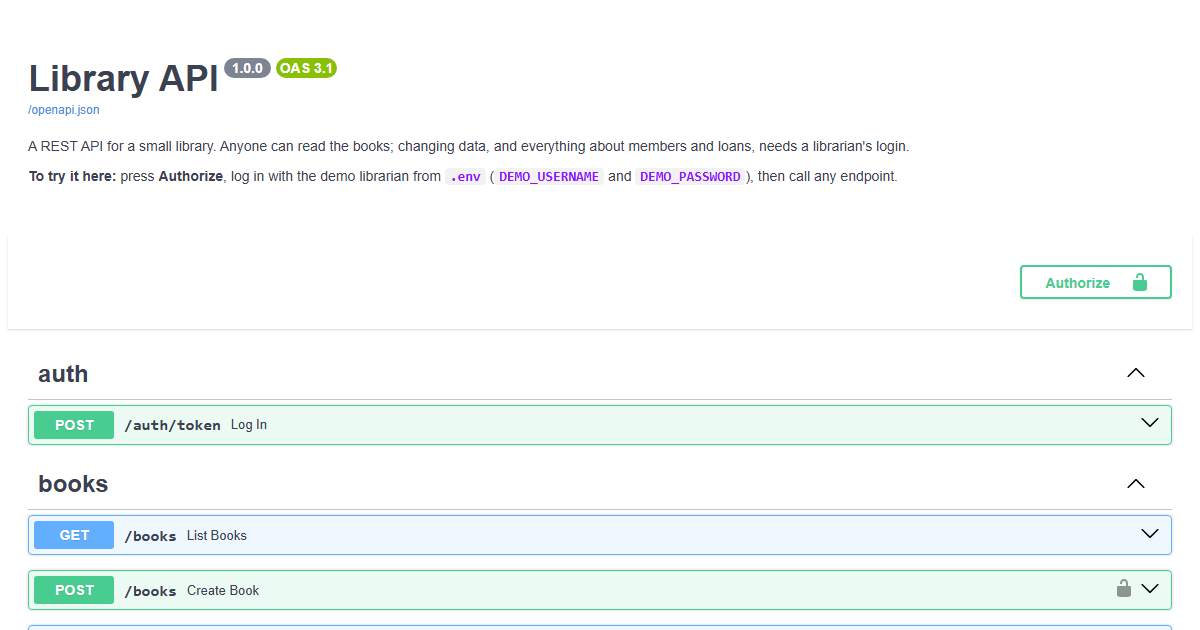 Library API 1.0.0 OAS 3.1
/openapi.json
A REST API for a small library. Anyone can read the books; changing data, and everything about members and loans, needs a librarian's login.
To try it here: press Authorize, log in with the demo librarian from .env ( DEMO_USERNAME and DEMO_PASSWORD ), then call any endpoint.
Authorize
auth
POST /auth/token Log In
books
GET /books List Books
POST /books Create Book